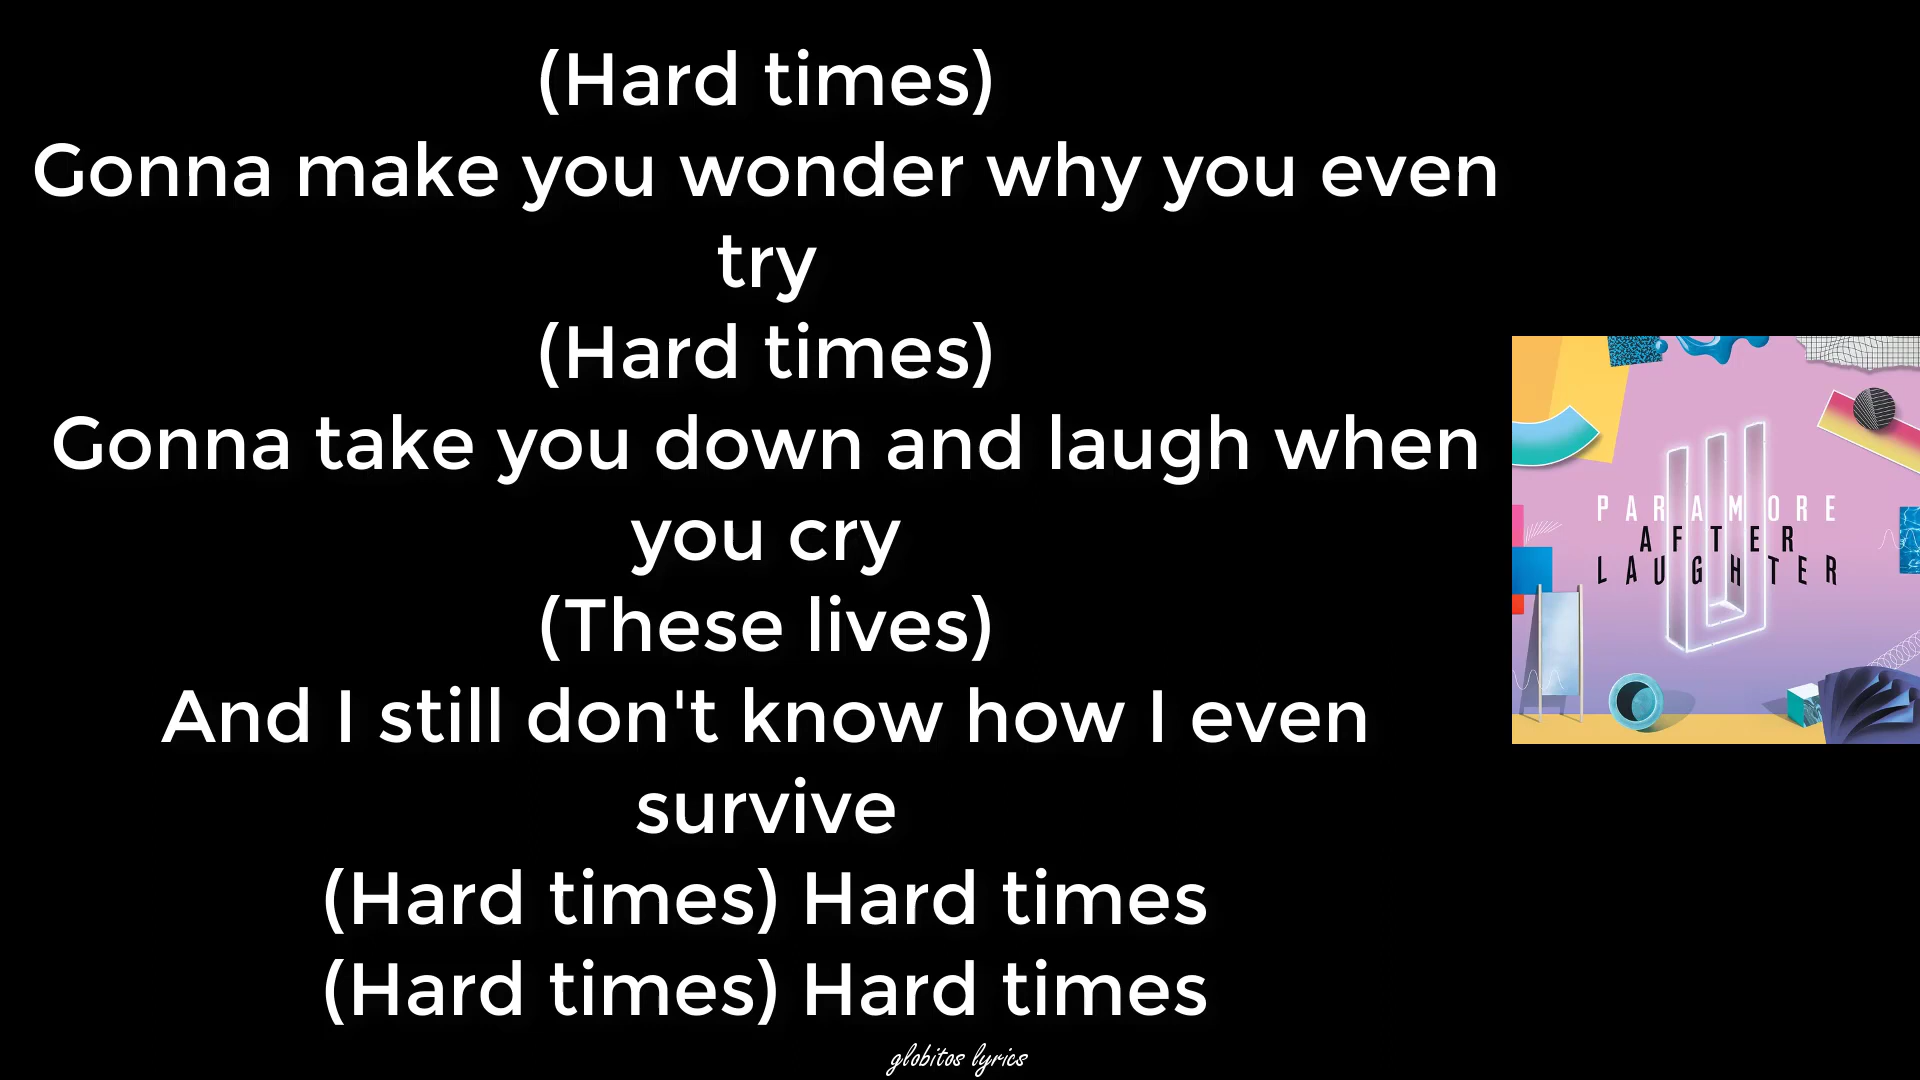 (Hard times)
Gonna make you wonder why you even
try
(Hard times)
Gonna take you down and laugh when
you cry
(These lives)
And I still don't know how I even
survive
(Hard times) Hard times
(Hard times) Hard times
PARAMORE
AFTER
LAUGHTER
globitos lyrics